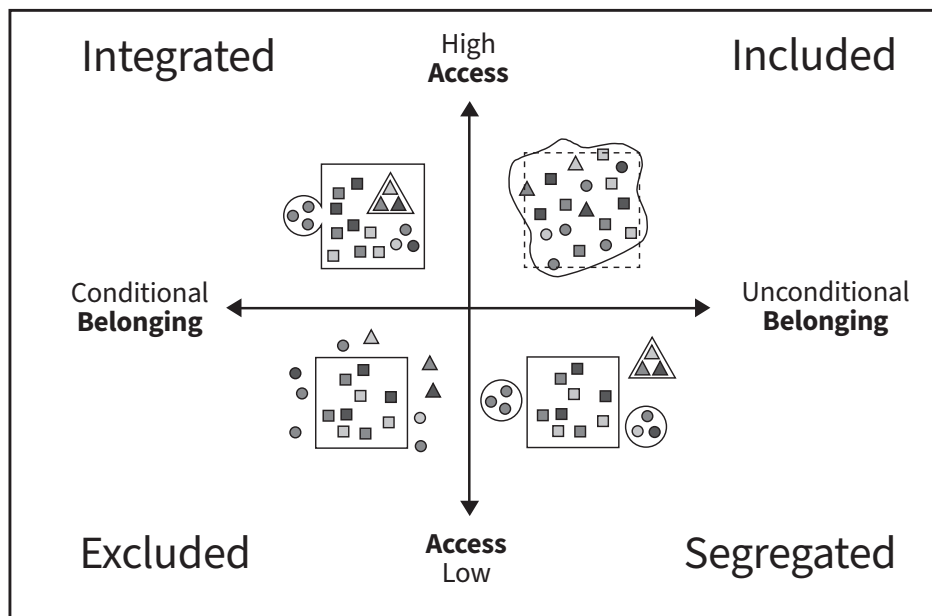 Integrated
High
Access
Included
Conditional
Belonging
Unconditional
Belonging
Excluded
Access
Low
Segregated